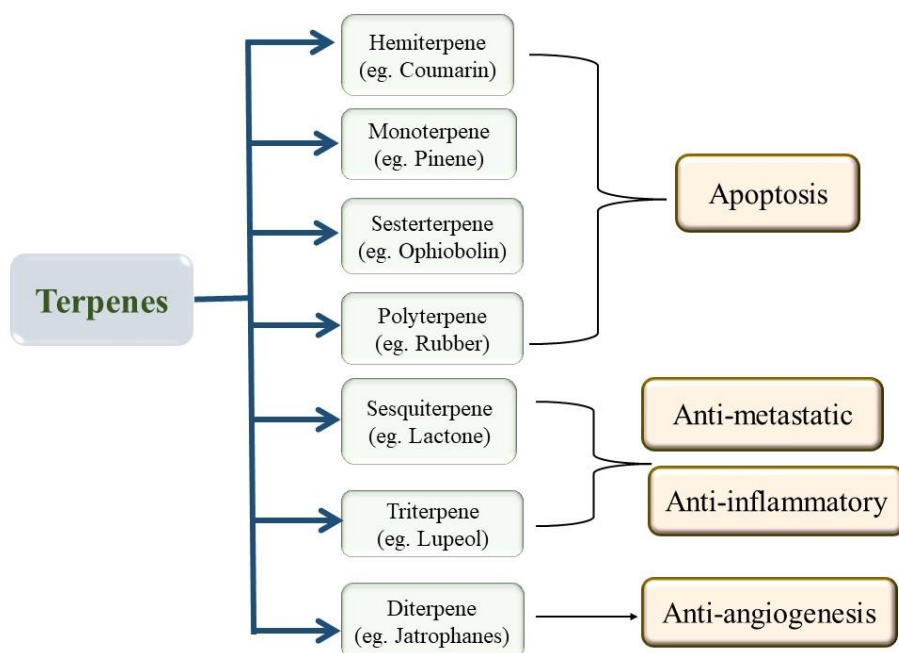 Terpenes
Hemiterpene
(eg. Coumarin)
Monoterpene
(eg. Pinene)
Sesterterpene
(eg. Ophiobolin)
Polyterpene
(eg. Rubber)
Sesquiterpene
(eg. Lactone)
Triterpene
(eg. Lupeol)
Diterpene
(eg. Jatrophanes)
Apoptosis
Anti-metastatic
Anti-inflammatory
Anti-angiogenesis